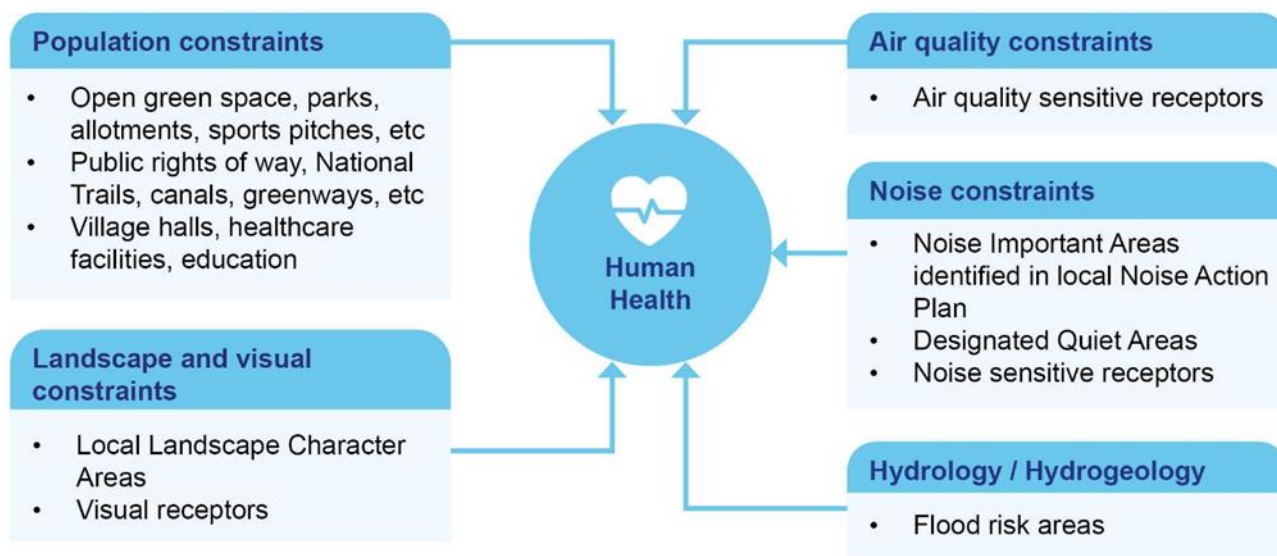 Population constraints
• Open green space, parks,
allotments, sports pitches, etc
• Public rights of way, National
Trails, canals, greenways, etc
• Village halls, healthcare
facilities, education
Landscape and visual
constraints
• Local Landscape Character
Areas
• Visual receptors
Human
Health
Air quality constraints
• Air quality sensitive receptors
Noise constraints
• Noise Important Areas
identified in local Noise Action
Plan
• Designated Quiet Areas
• Noise sensitive receptors
Hydrology / Hydrogeology
• Flood risk areas